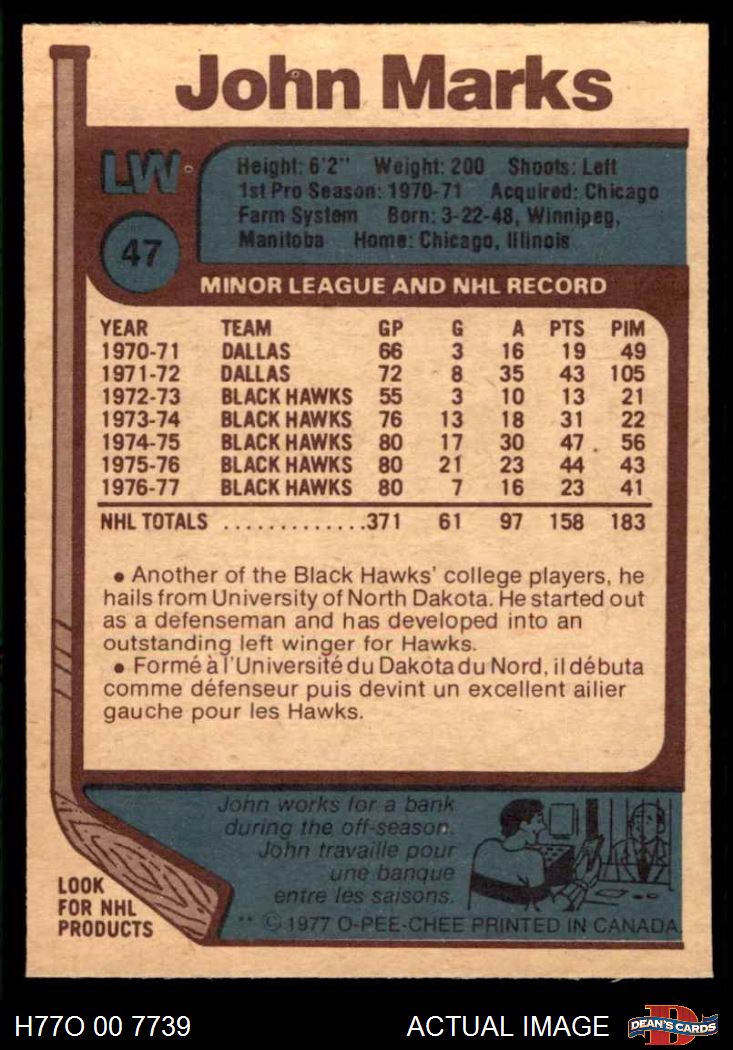 John Marks
LW
Height: 6'2" Weight: 200 Shoots: Left
1st Pro Season: 1970-71 Acquired: Chicago
Farm System Born: 3-22-48, Winnipeg,
Manitoba Home: Chicago, Illinois
47
MINOR LEAGUE AND NHL RECORD
YEAR TEAM GP G A PTS PIM
1970-71 DALLAS 66 3 16 19 49
1971-72 DALLAS 72 8 35 43 105
1972-73 BLACK HAWKS 55 3 10 13 21
1973-74 BLACK HAWKS 76 13 18 31 22
1974-75 BLACK HAWKS 80 17 30 47 56
1975-76 BLACK HAWKS 80 21 23 44 43
1976-77 BLACK HAWKS 80 7 16 23 41
NHL TOTALS .............371 61 97 158 183
• Another of the Black Hawks' college players, he
hails from University of North Dakota. He started out
as a defenseman and has developed into an
outstanding left winger for Hawks.
• Formé à l'Université du Dakota du Nord, il débuta
comme défenseur puis devint un excellent ailier
gauche pour les Hawks.
John works for a bank
during the off-season.
John travaille pour
une banque
entre les saisons.
LOOK
FOR NHL
PRODUCTS
** © 1977 O-PEE-CHEE PRINTED IN CANADA
H77O 00 7739 ACTUAL IMAGE D DEAN'S CARDS